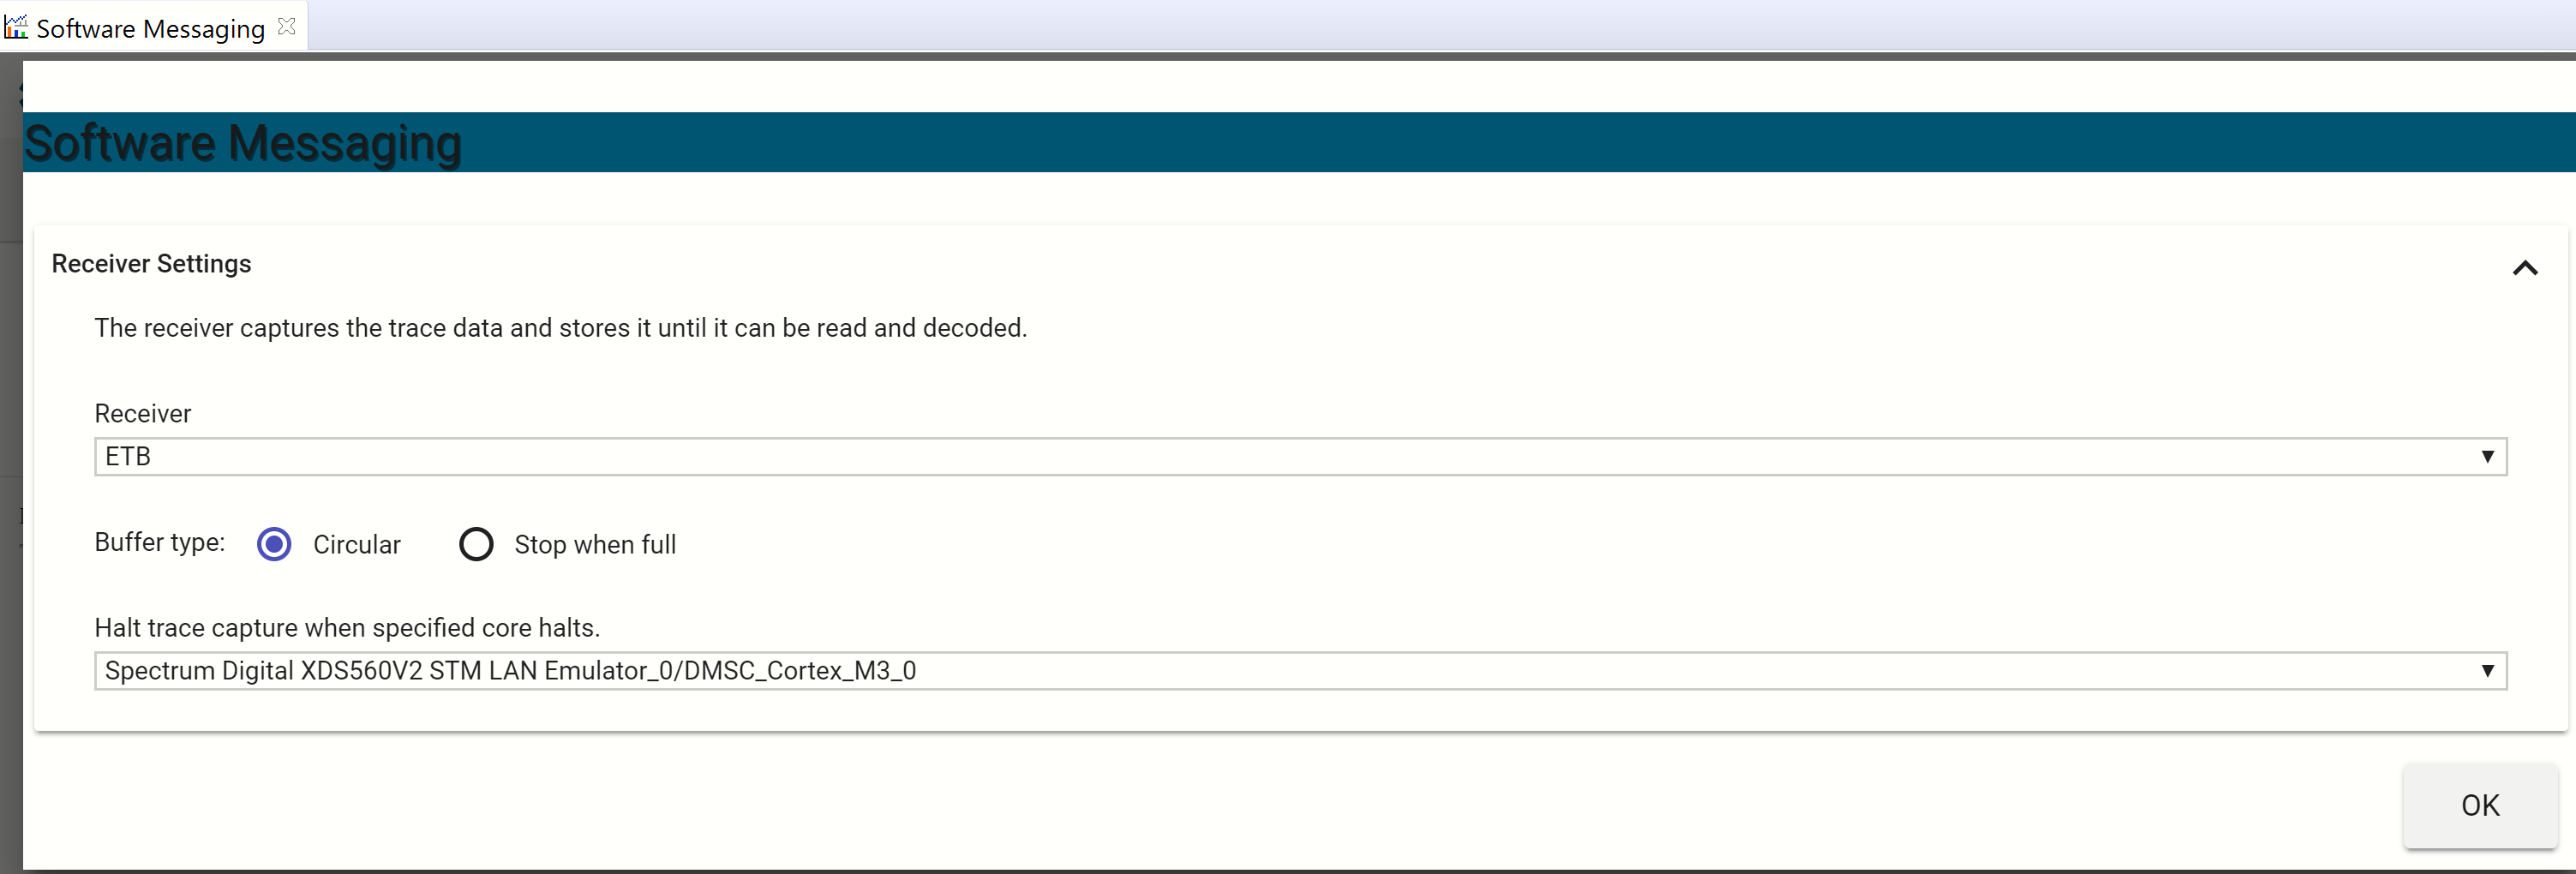 Software Messaging
Software Messaging
Receiver Settings
The receiver captures the trace data and stores it until it can be read and decoded.
Receiver
ETB
Buffer type: Circular Stop when full
Halt trace capture when specified core halts.
Spectrum Digital XDS560V2 STM LAN Emulator_0/DMSC_Cortex_M3_0
OK